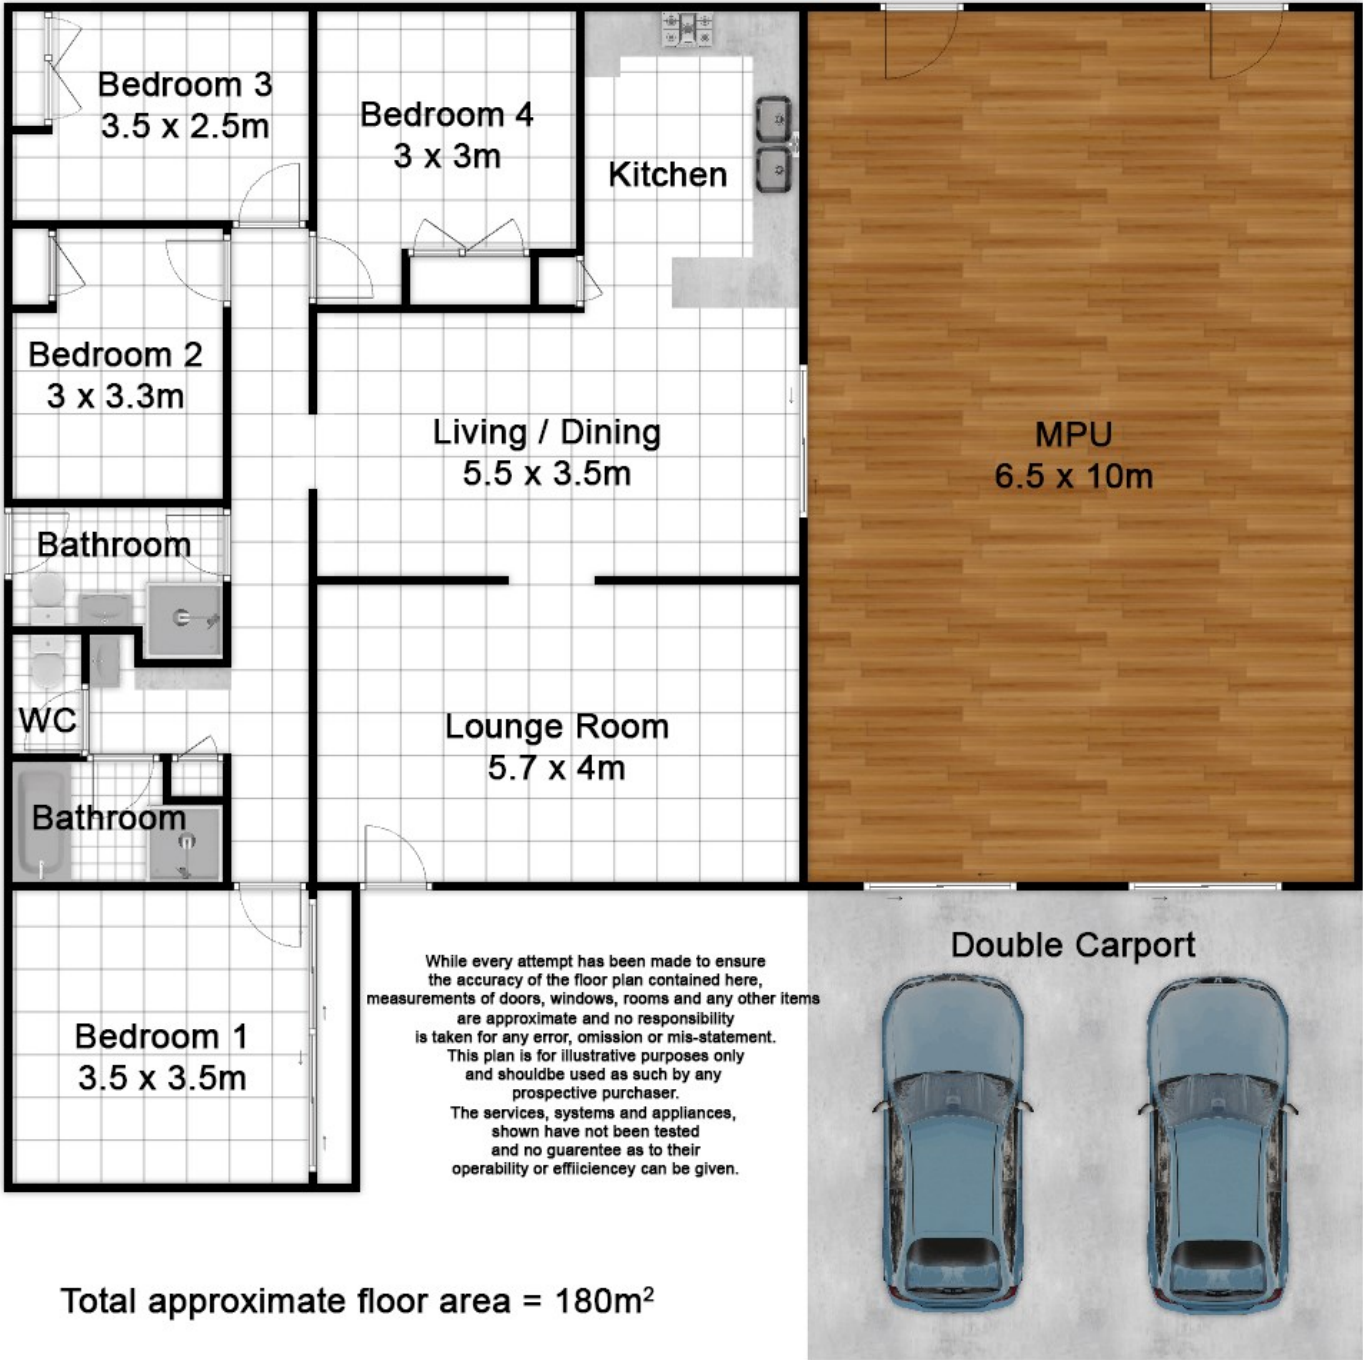 Bedroom 3
3.5 x 2.5m
Bedroom 4
3 x 3m
Kitchen
Bedroom 2
3 x 3.3m
Living / Dining
5.5 x 3.5m
MPU
6.5 x 10m
Bathroom
WC
Lounge Room
5.7 x 4m
Bathroom
Double Carport
Bedroom 1
3.5 x 3.5m
While every attempt has been made to ensure
the accuracy of the floor plan contained here,
measurements of doors, windows, rooms and any other items
are approximate and no responsibility
is taken for any error, omission or mis-statement.
This plan is for illustrative purposes only
and shouldbe used as such by any
prospective purchaser.
The services, systems and appliances,
shown have not been tested
and no guarentee as to their
operability or effiiciencey can be given.
Total approximate floor area = 180m²